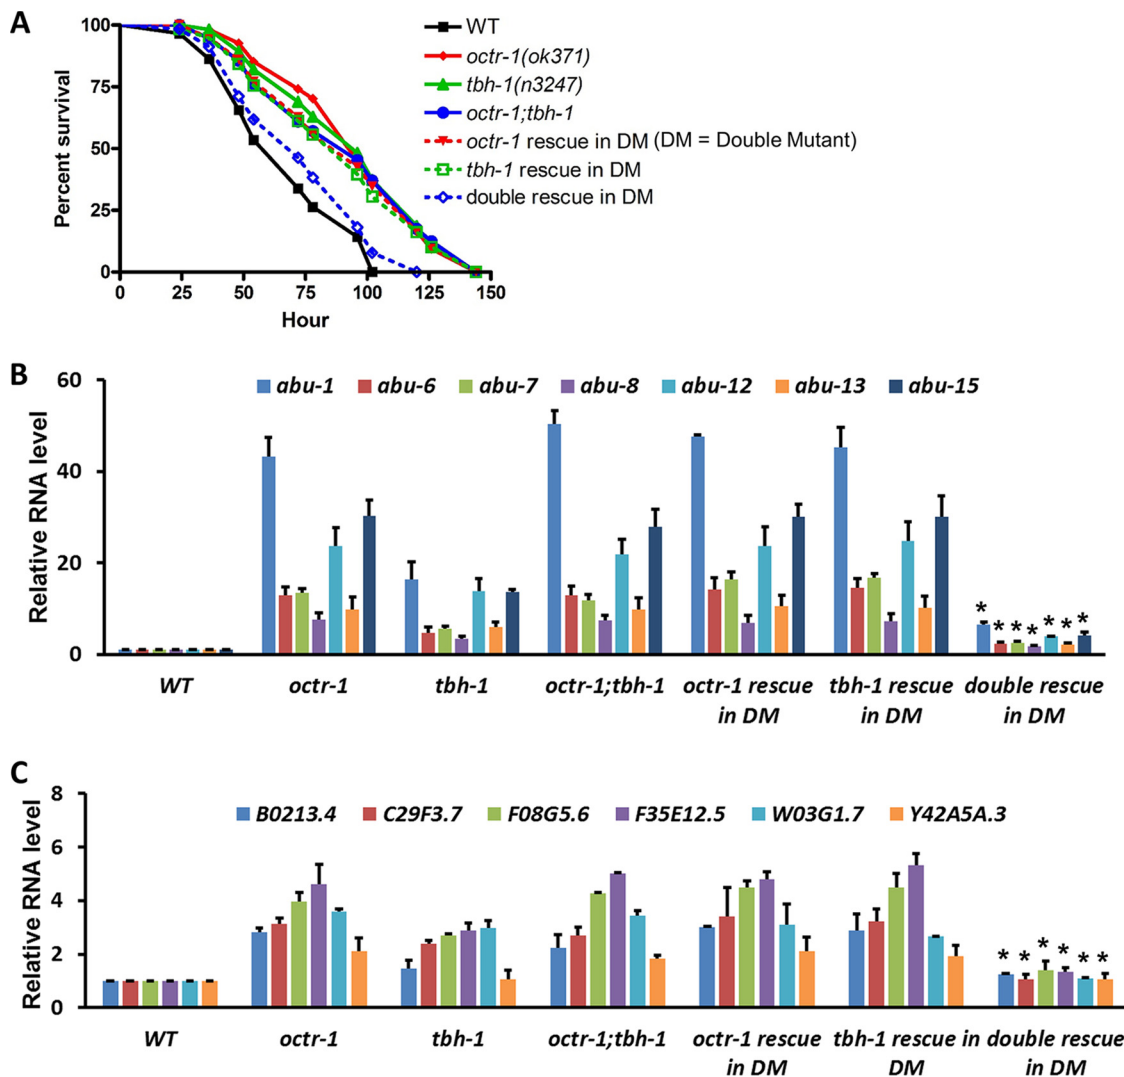 A
100
75
50
25
0
Percent survival
0 25 50 75 100 125 150
Hour
WT
octr-1(ok371)
tbh-1(n3247)
octr-1;tbh-1
octr-1 rescue in DM (DM = Double Mutant)
tbh-1 rescue in DM
double rescue in DM
B
60
40
20
0
Relative RNA level
abu-1 abu-6 abu-7 abu-8 abu-12 abu-13 abu-15
* * * * * * *
WT octr-1 tbh-1 octr-1;tbh-1 octr-1 rescue tbh-1 rescue double rescue
in DM in DM in DM
C
8
6
4
2
0
Relative RNA level
B0213.4 C29F3.7 F08G5.6 F35E12.5 W03G1.7 Y42A5A.3
* * * * * *
WT octr-1 tbh-1 octr-1;tbh-1 octr-1 rescue tbh-1 rescue in double rescue
in DM DM in DM